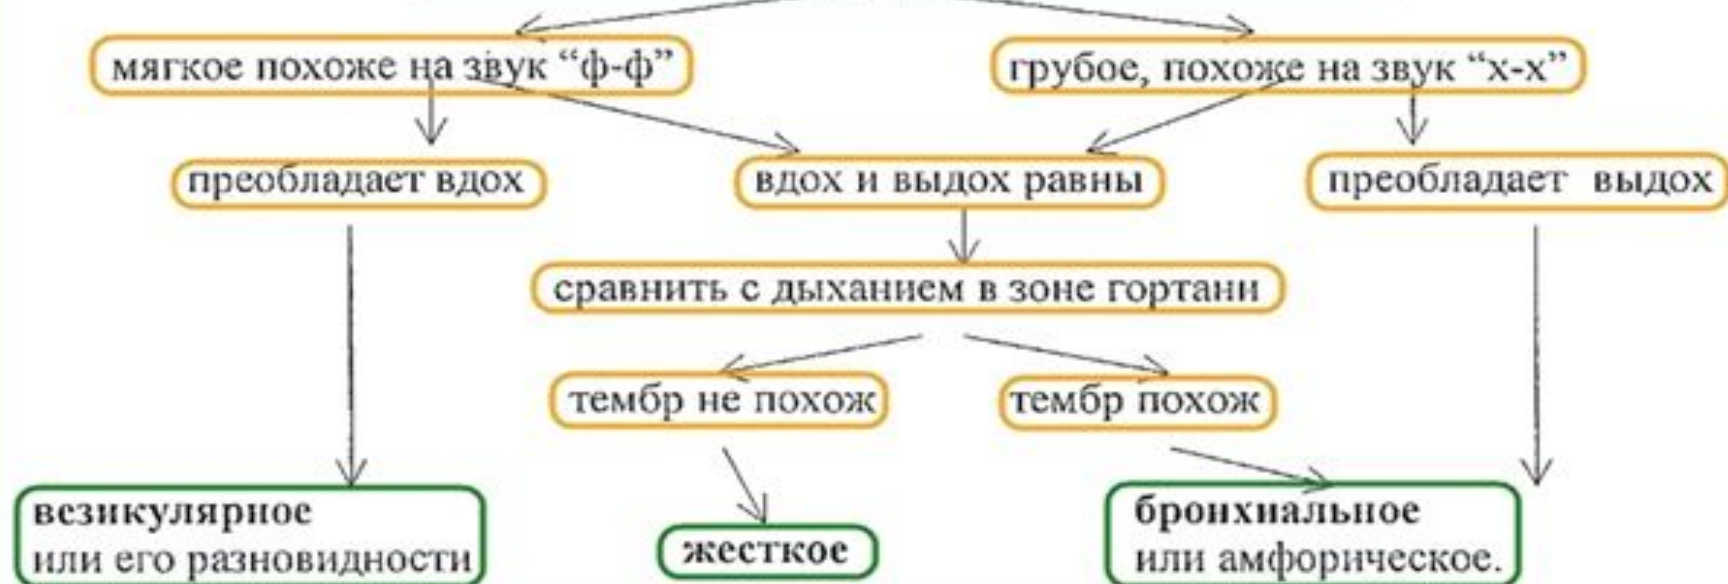 мягкое похоже на звук “ф-ф”
грубое, похоже на звук “х-х”
преобладает вдох
вдох и выдох равны
преобладает выдох
сравнить с дыханием в зоне гортани
тембр не похож
тембр похож
везикулярное
или его разновидности
жесткое
бронхиальное
или амфорическое.